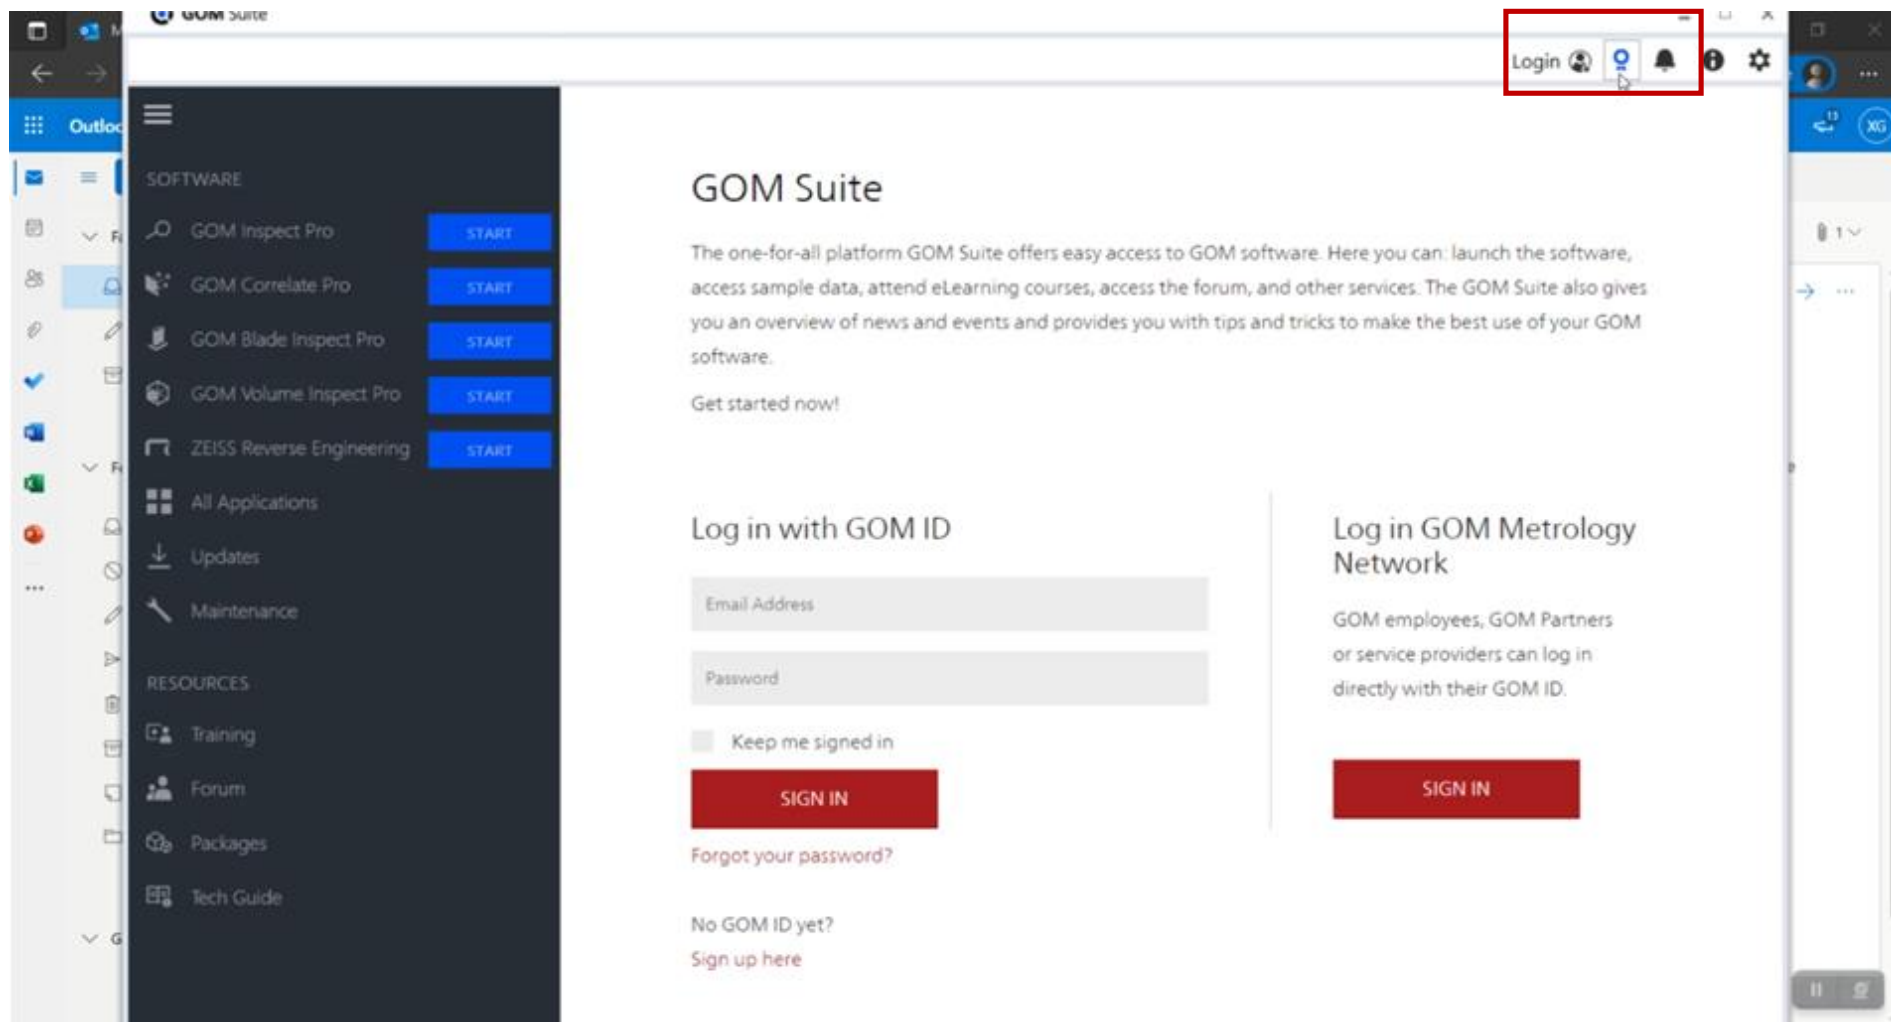 GOM Suite
Login
Outloo
SOFTWARE
GOM Inspect Pro START
GOM Correlate Pro START
GOM Blade Inspect Pro START
GOM Volume Inspect Pro START
ZEISS Reverse Engineering START
All Applications
Updates
Maintenance
RESOURCES
Training
Forum
Packages
Tech Guide
GOM Suite
The one-for-all platform GOM Suite offers easy access to GOM software. Here you can: launch the software,
access sample data, attend eLearning courses, access the forum, and other services. The GOM Suite also gives
you an overview of news and events and provides you with tips and tricks to make the best use of your GOM
software.
Get started now!
Log in with GOM ID
Email Address
Password
Keep me signed in
SIGN IN
Forgot your password?
No GOM ID yet?
Sign up here
Log in GOM Metrology
Network
GOM employees, GOM Partners
or service providers can log in
directly with their GOM ID.
SIGN IN
13
XG
1